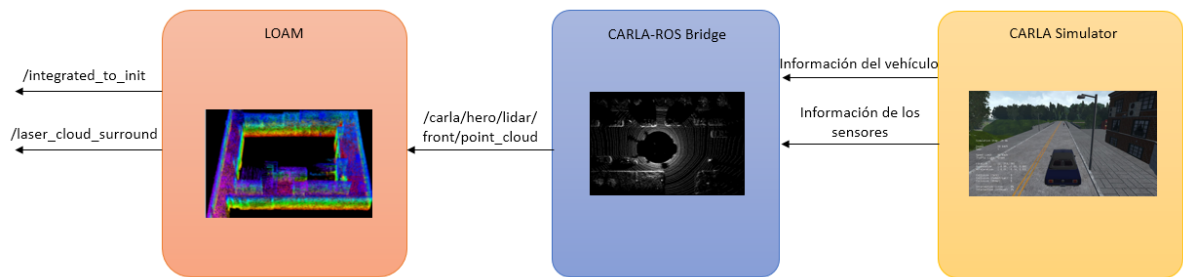 LOAM
CARLA-ROS Bridge
CARLA Simulator
/integrated_to_init
/laser_cloud_surround
/carla/hero/lidar/
front/point_cloud
Información del vehículo
Información de los
sensores